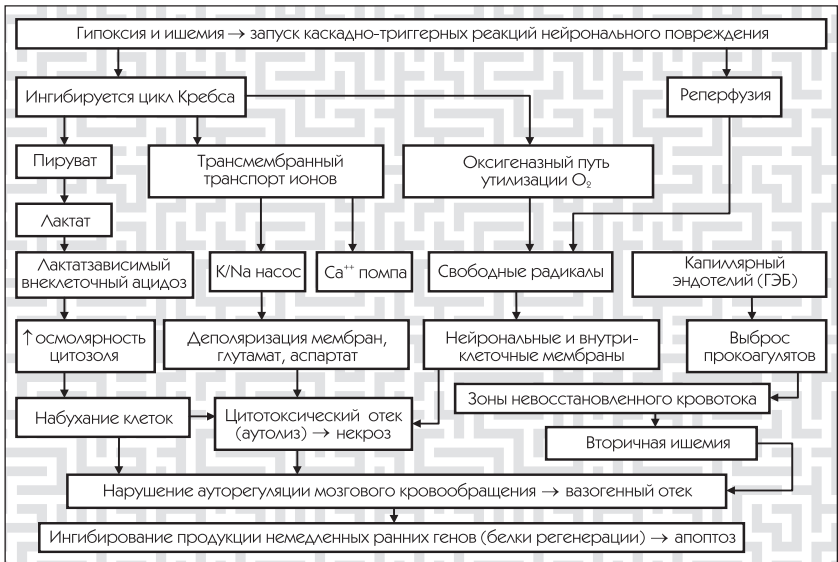 Гипоксия и ишемия → запуск каскадно-триггерных реакций нейронального повреждения
Ингибируется цикл Кребса
Реперфузия
Пируват
Трансмембранный
транспорт ионов
Оксигеназный путь
утилизации O₂
Лактат
Лактатзависимый
внеклеточный ацидоз
K/Na насос
Ca⁺⁺ помпа
Свободные радикалы
Капиллярный
эндотелий (ГЭБ)
↑ осмолярность
цитозоля
Деполяризация мембран,
глутамат, аспартат
Нейрональные и внутри-
клеточные мембраны
Выброс
прокоагулятов
Набухание клеток
Цитотоксический отек
(аутолиз) → некроз
Зоны невосстановленного кровотока
Вторичная ишемия
Нарушение ауторегуляции мозгового кровообращения → вазогенный отек
Ингибирование продукции немедленных ранних генов (белки регенерации) → апоптоз